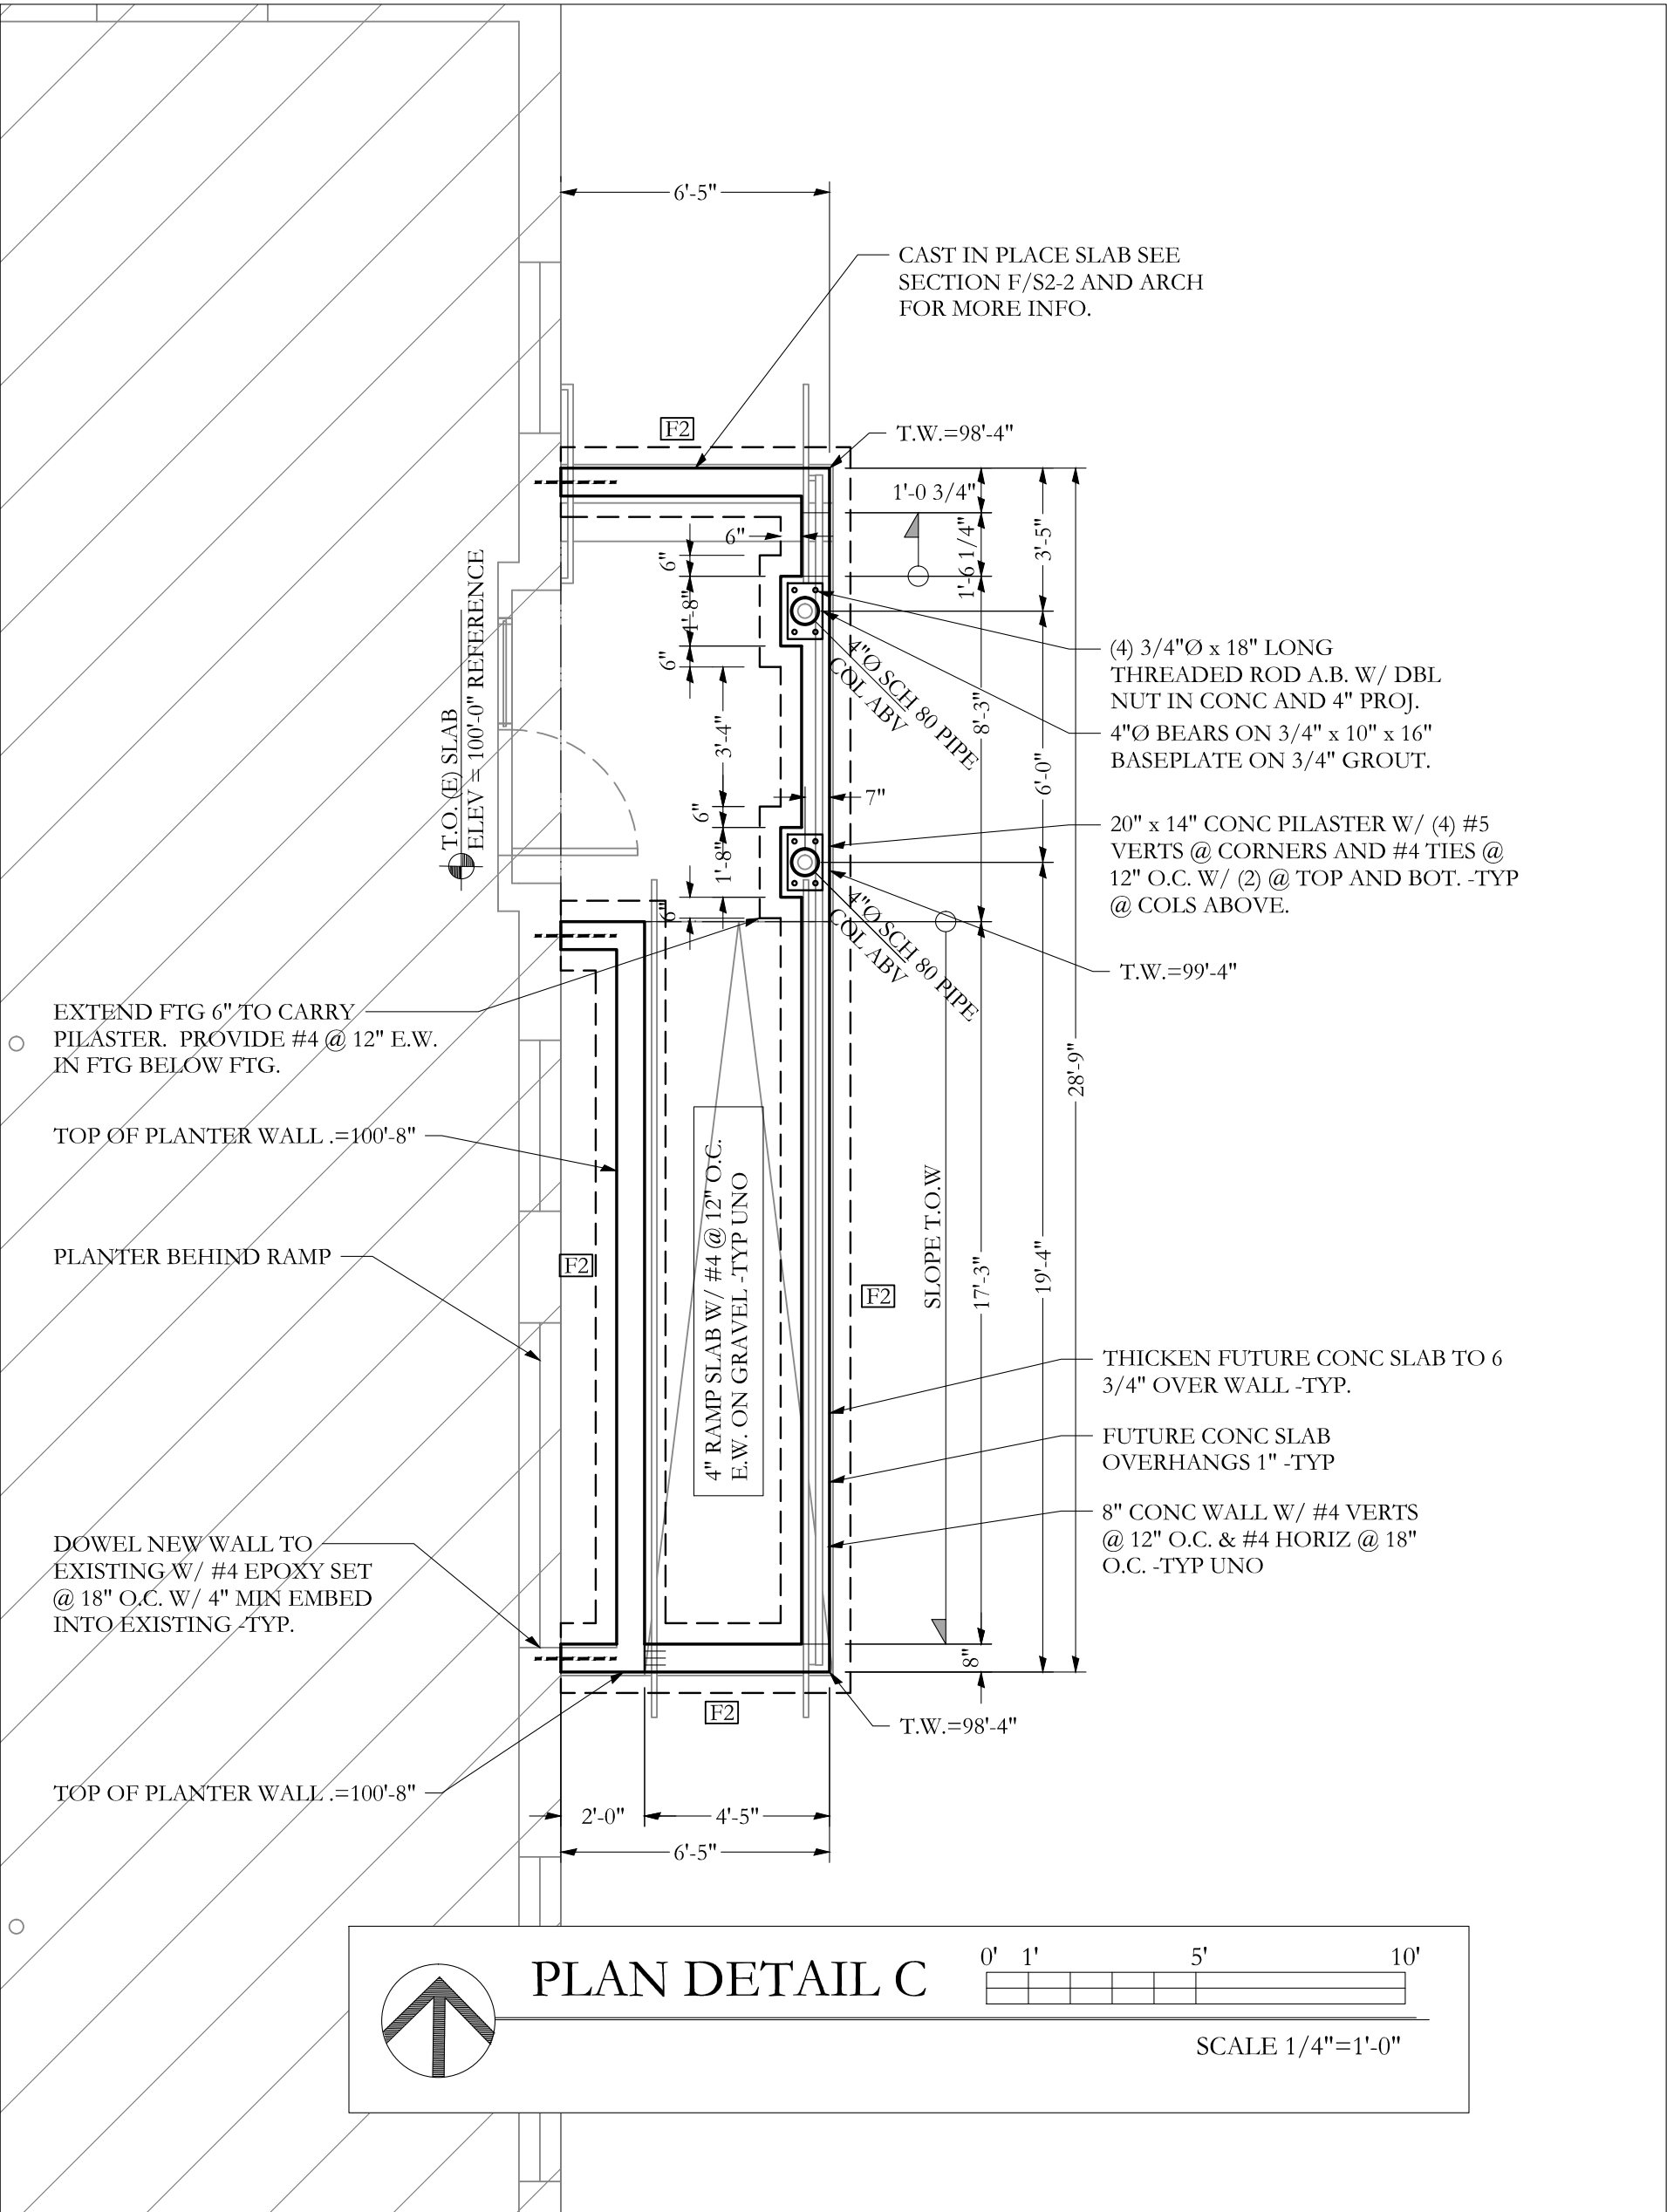 6'-5"
CAST IN PLACE SLAB SEE
SECTION F/S2-2 AND ARCH
FOR MORE INFO.
F2
T.W.=98'-4"
1'-0 3/4"
1'-6 1/4"
3'-5"
6"
6"
1'-8"
6"
T.O. (E) SLAB
ELEV = 100'-0" REFERENCE
4"Ø SCH 80 PIPE
COL ABV
(4) 3/4"Ø x 18" LONG
THREADED ROD A.B. W/ DBL
NUT IN CONC AND 4" PROJ.
4"Ø BEARS ON 3/4" x 10" x 16"
BASEPLATE ON 3/4" GROUT.
8'-3"
3'-4"
6'-0"
7"
6"
1'-8"
6"
20" x 14" CONC PILASTER W/ (4) #5
VERTS @ CORNERS AND #4 TIES @
12" O.C. W/ (2) @ TOP AND BOT. -TYP
@ COLS ABOVE.
4"Ø SCH 80 PIPE
COL ABV
T.W.=99'-4"
EXTEND FTG 6" TO CARRY
PILASTER.  PROVIDE #4 @ 12" E.W.
IN FTG BELOW FTG.
28'-9"
TOP OF PLANTER WALL .=100'-8"
PLANTER BEHIND RAMP
F2
4" RAMP SLAB W/ #4 @ 12" O.C.
E.W. ON GRAVEL -TYP UNO
F2
SLOPE T.O.W
17'-3"
19'-4"
THICKEN FUTURE CONC SLAB TO 6
3/4" OVER WALL -TYP.
FUTURE CONC SLAB
OVERHANGS 1" -TYP
8" CONC WALL W/ #4 VERTS
@ 12" O.C. & #4 HORIZ @ 18"
O.C. -TYP UNO
DOWEL NEW WALL TO
EXISTING W/ #4 EPOXY SET
@ 18" O.C. W/ 4" MIN EMBED
INTO EXISTING -TYP.
8"
F2
T.W.=98'-4"
TOP OF PLANTER WALL .=100'-8"
2'-0"
4'-5"
6'-5"
PLAN DETAIL C
0' 1' 5' 10'
SCALE 1/4"=1'-0"